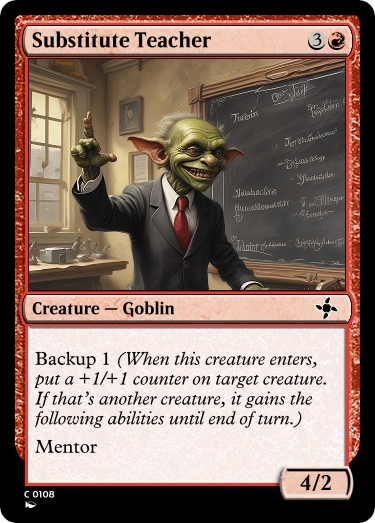 Substitute Teacher 3
Creature — Goblin
Backup 1 (When this creature enters,
put a +1/+1 counter on target creature.
If that's another creature, it gains the
following abilities until end of turn.)
Mentor
4/2
C 0108